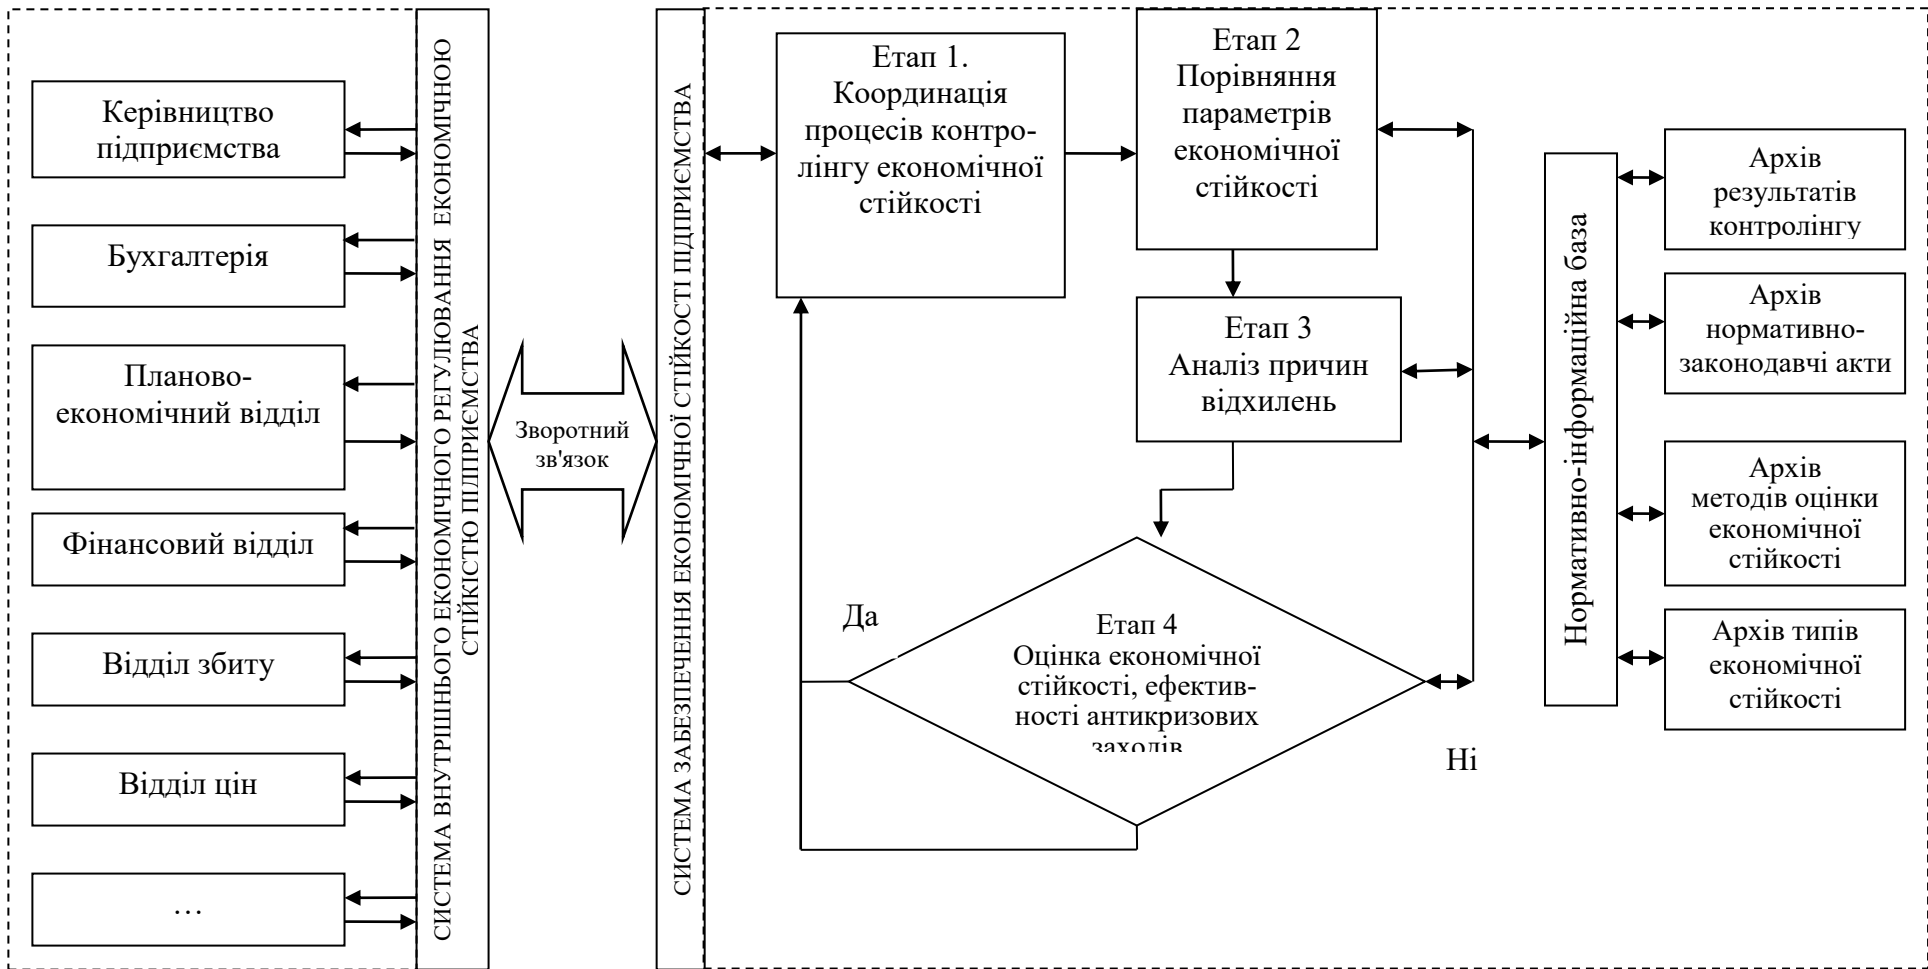 Керівництво
підприємства
Бухгалтерія
Планово-
економічний відділ
Фінансовий відділ
Відділ збиту
Відділ цін
…
СИСТЕМА ВНУТРІШНЬОГО ЕКОНОМІЧНОГО РЕГУЛЮВАННЯ ЕКОНОМІЧНОЮ
СТІЙКІСТЮ ПІДПРИЄМСТВА
Зворотний
зв'язок
СИСТЕМА ЗАБЕЗПЕЧЕННЯ ЕКОНОМІЧНОЇ СТІЙКОСТІ ПІДПРИЄМСТВА
Етап 1.
Координація
процесів контро-
лінгу економічної
стійкості
Етап 2
Порівняння
параметрів
економічної
стійкості
Етап 3
Аналіз причин
відхилень
Да
Етап 4
Оцінка економічної
стійкості, ефектив-
ності антикризових
заходів
Ні
Нормативно-інформаційна база
Архів
результатів
контролінгу
Архів
нормативно-
законодавчі акти
Архів
методів оцінки
економічної
стійкості
Архів типів
економічної
стійкості